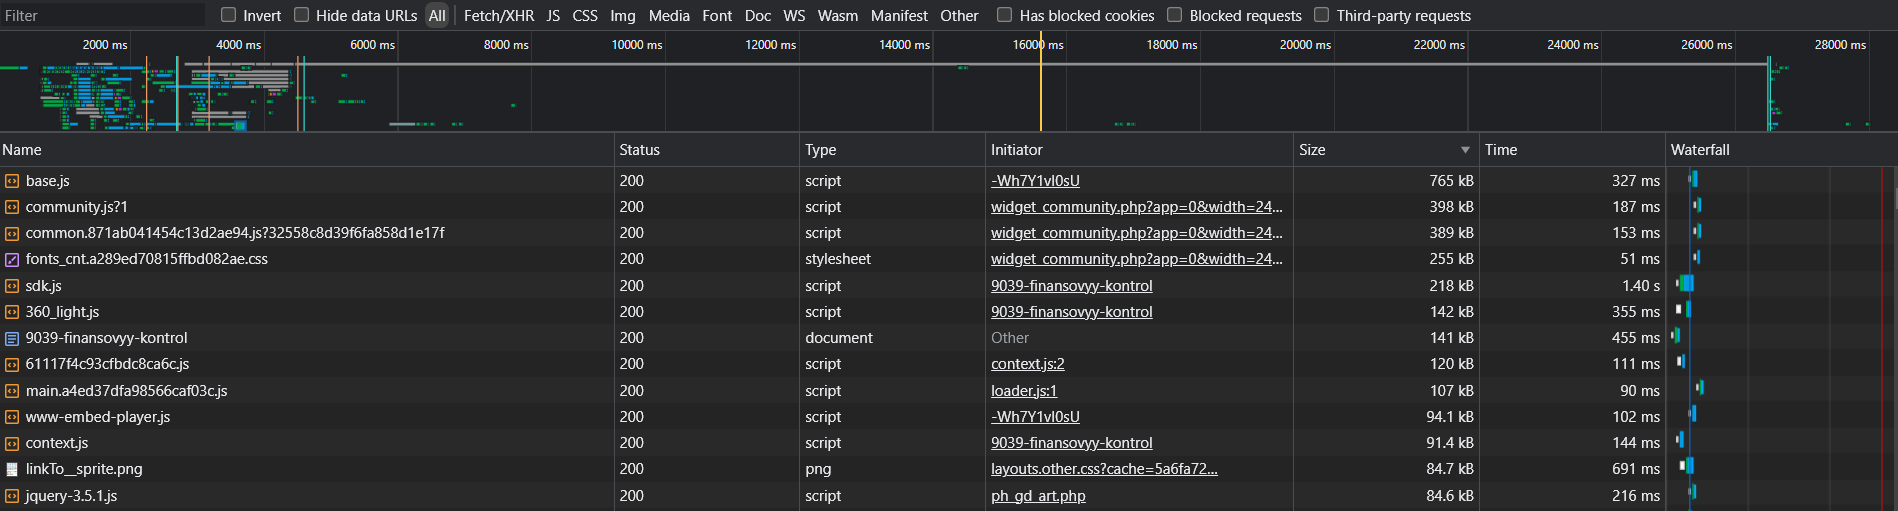 Filter Invert Hide data URLs All Fetch/XHR JS CSS Img Media Font Doc WS Wasm Manifest Other Has blocked cookies Blocked requests Third-party requests
2000 ms 4000 ms 6000 ms 8000 ms 10000 ms 12000 ms 14000 ms 16000 ms 18000 ms 20000 ms 22000 ms 24000 ms 26000 ms 28000 ms
Name Status Type Initiator Size Time Waterfall
base.js 200 script -Wh7Y1vI0sU 765 kB 327 ms
community.js?1 200 script widget_community.php?app=0&width=24... 398 kB 187 ms
common.871ab041454c13d2ae94.js?32558c8d39f6fa858d1e17f 200 script widget_community.php?app=0&width=24... 389 kB 153 ms
fonts_cnt.a289ed70815ffbd082ae.css 200 stylesheet widget_community.php?app=0&width=24... 255 kB 51 ms
sdk.js 200 script 9039-finansovyy-kontrol 218 kB 1.40 s
360_light.js 200 script 9039-finansovyy-kontrol 142 kB 355 ms
9039-finansovyy-kontrol 200 document Other 141 kB 455 ms
61117f4c93cfbdc8ca6c.js 200 script context.js:2 120 kB 111 ms
main.a4ed37dfa98566caf03c.js 200 script loader.js:1 107 kB 90 ms
www-embed-player.js 200 script -Wh7Y1vI0sU 94.1 kB 102 ms
context.js 200 script 9039-finansovyy-kontrol 91.4 kB 144 ms
linkTo__sprite.png 200 png layouts.other.css?cache=5a6fa72... 84.7 kB 691 ms
jquery-3.5.1.js 200 script ph_gd_art.php 84.6 kB 216 ms